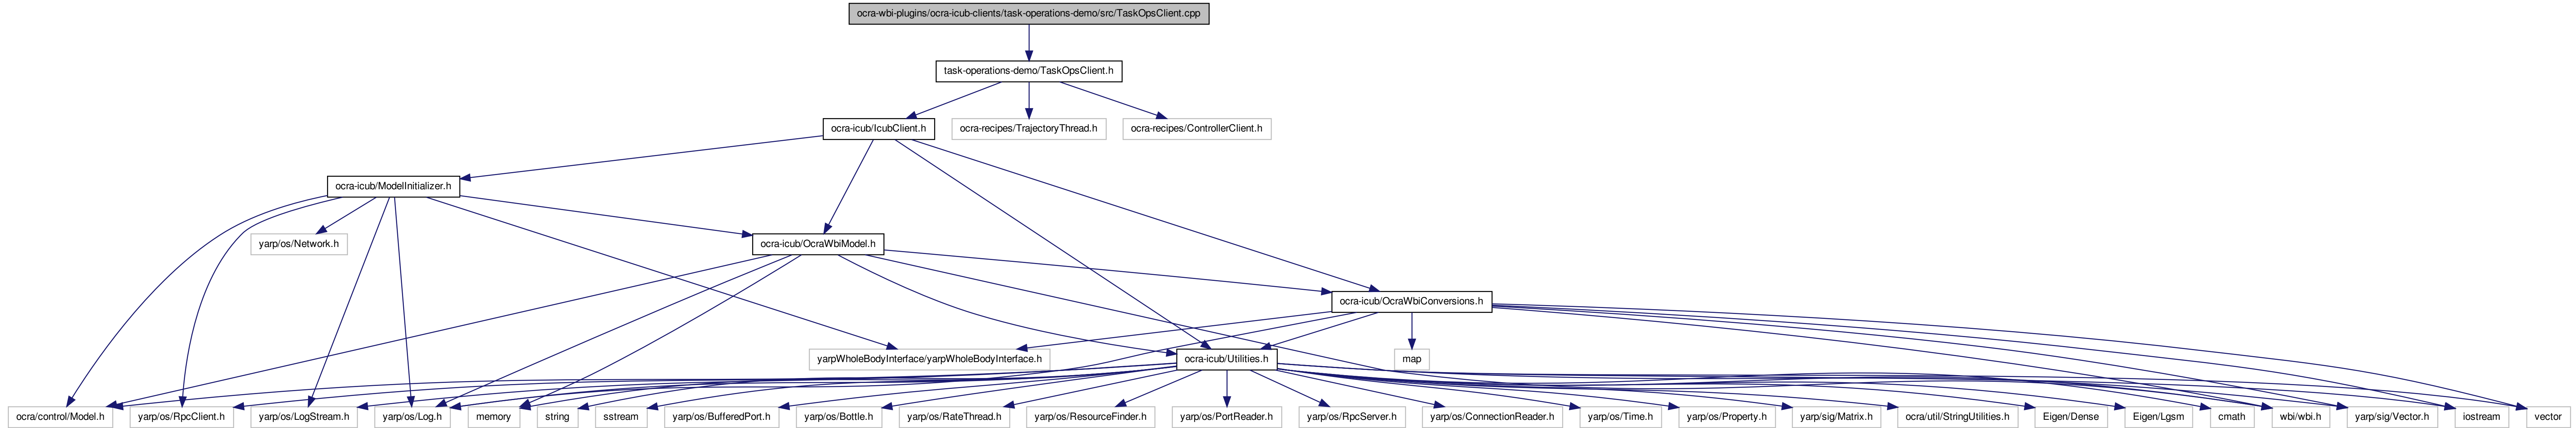 ocra-wbi-plugins/ocra-icub-clients/task-operations-demo/src/TaskOpsClient.cpp
task-operations-demo/TaskOpsClient.h
ocra-icub/IcubClient.h
ocra-recipes/TrajectoryThread.h
ocra-recipes/ControllerClient.h
ocra-icub/ModelInitializer.h
yarp/os/Network.h
ocra-icub/OcraWbiModel.h
ocra-icub/OcraWbiConversions.h
yarpWholeBodyInterface/yarpWholeBodyInterface.h
ocra-icub/Utilities.h
map
ocra/control/Model.h
yarp/os/RpcClient.h
yarp/os/LogStream.h
yarp/os/Log.h
memory
string
sstream
yarp/os/BufferedPort.h
yarp/os/Bottle.h
yarp/os/RateThread.h
yarp/os/ResourceFinder.h
yarp/os/PortReader.h
yarp/os/RpcServer.h
yarp/os/ConnectionReader.h
yarp/os/Time.h
yarp/os/Property.h
yarp/sig/Matrix.h
ocra/util/StringUtilities.h
Eigen/Dense
Eigen/Lgsm
cmath
wbi/wbi.h
yarp/sig/Vector.h
iostream
vector